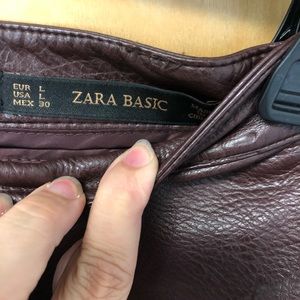 EUR L
USA L
MEX 30
ZARA BASIC